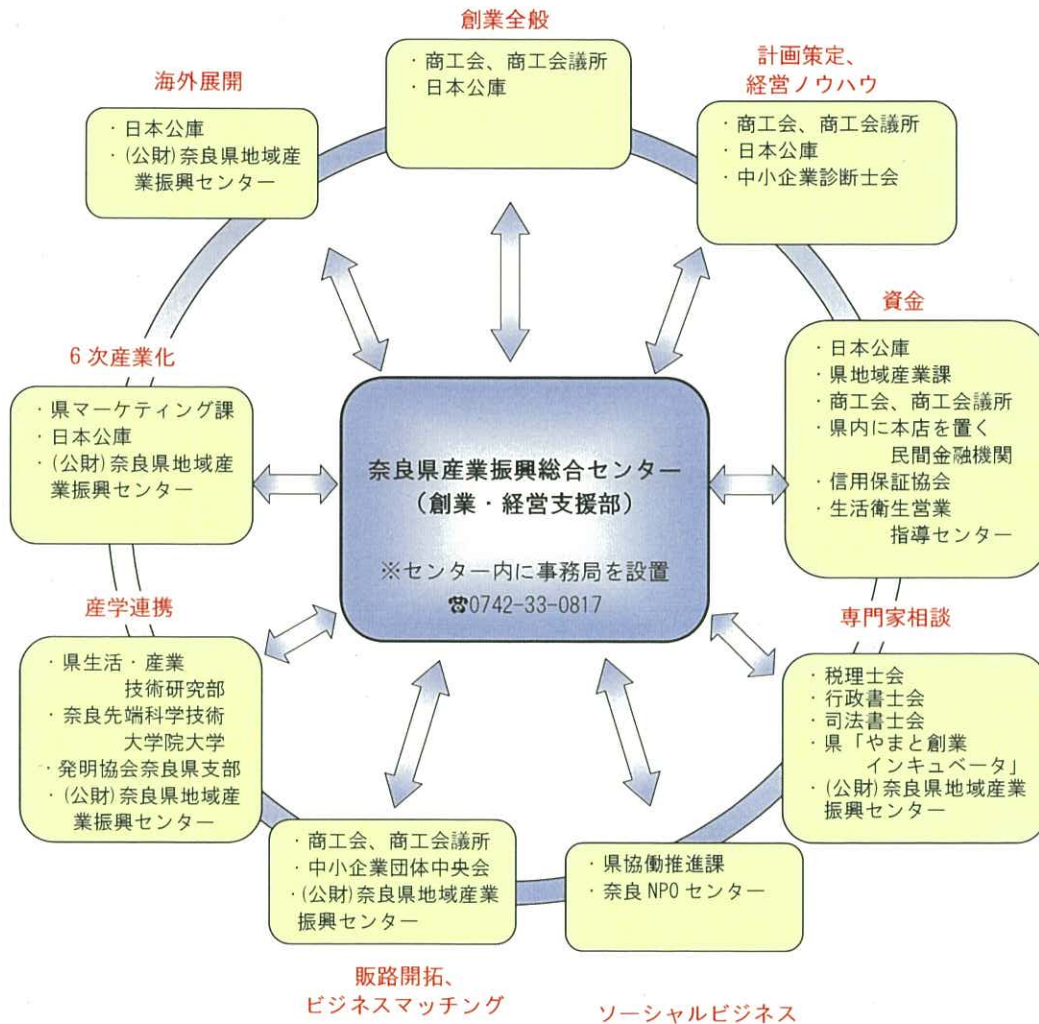 創業全般
・商工会、商工会議所
・日本公庫
計画策定、
経営ノウハウ
・商工会、商工会議所
・日本公庫
・中小企業診断士会
資金
・日本公庫
・県地域産業課
・商工会、商工会議所
・県内に本店を置く
民間金融機関
・信用保証協会
・生活衛生営業
指導センター
専門家相談
・税理士会
・行政書士会
・司法書士会
・県「やまと創業
インキュベータ」
・(公財)奈良県地域産業
振興センター
・県協働推進課
・奈良NPOセンター
ソーシャルビジネス
・商工会、商工会議所
・中小企業団体中央会
・(公財)奈良県地域産業
振興センター
販路開拓、
ビジネスマッチング
産学連携
・県生活・産業
技術研究部
・奈良先端科学技術
大学院大学
・発明協会奈良県支部
・(公財)奈良県地域産
業振興センター
6次産業化
・県マーケティング課
・日本公庫
・(公財)奈良県地域産
業振興センター
海外展開
・日本公庫
・(公財)奈良県地域産
業振興センター
奈良県産業振興総合センター
(創業・経営支援部)
※センター内に事務局を設置
☎0742-33-0817